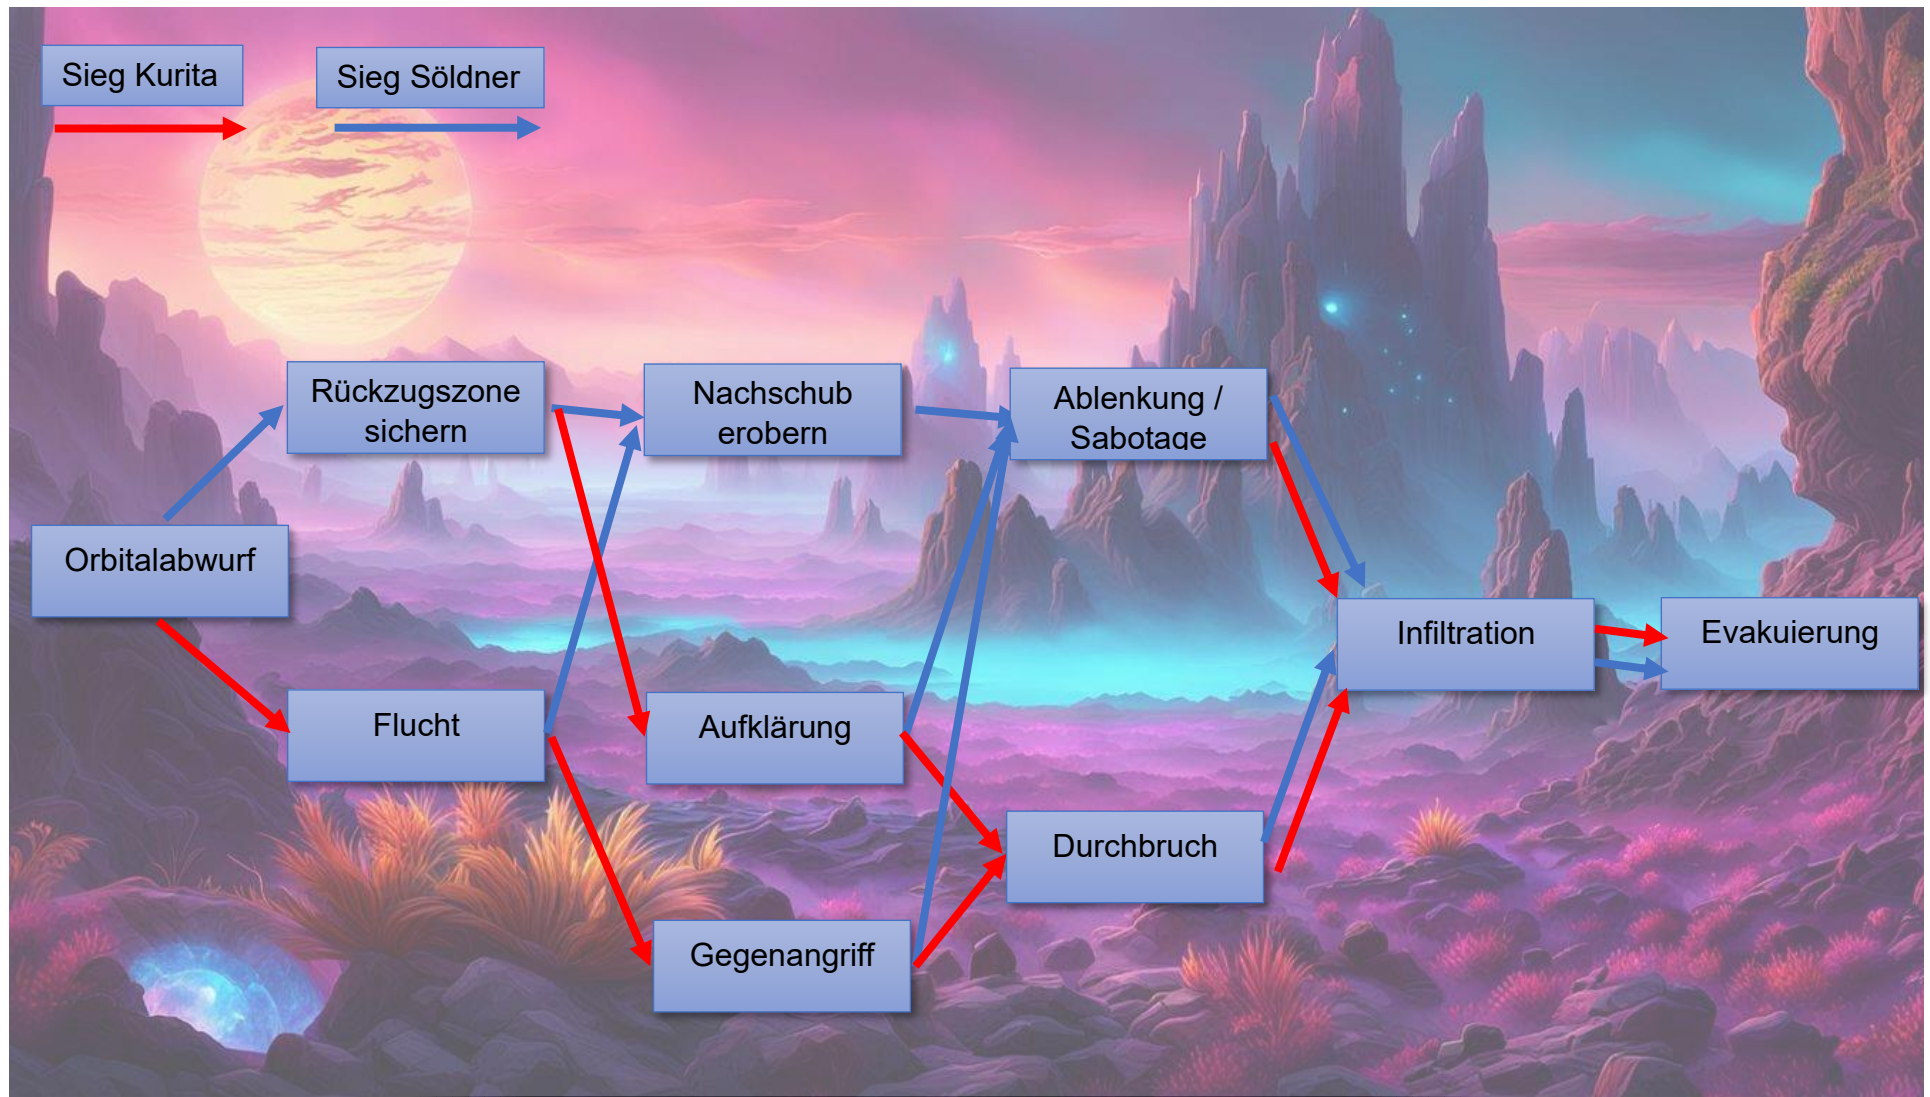 Sieg Kurita
Sieg Söldner
Rückzugszone
sichern
Nachschub
erobern
Ablenkung /
Sabotage
Orbitalabwurf
Infiltration
Evakuierung
Flucht
Aufklärung
Durchbruch
Gegenangriff